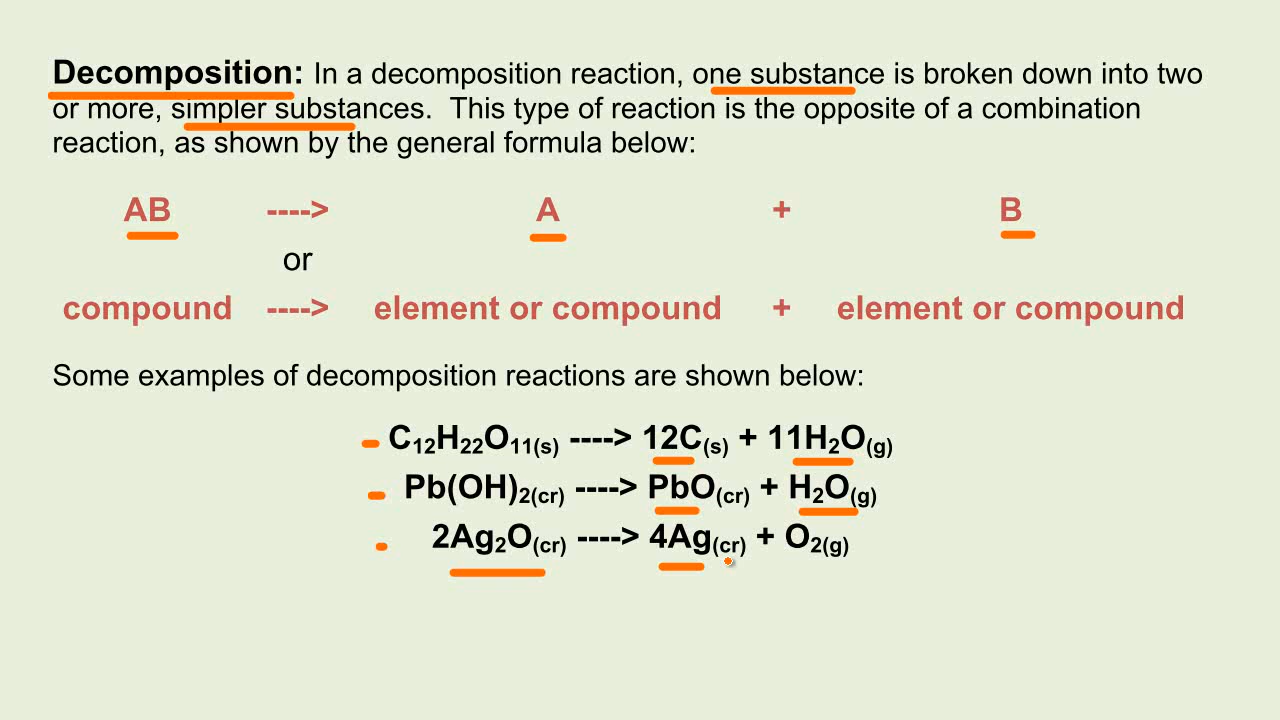 Decomposition: In a decomposition reaction, one substance is broken down into two
or more, simpler substances. This type of reaction is the opposite of a combination
reaction, as shown by the general formula below:
AB ----> A + B
or
compound ----> element or compound + element or compound
Some examples of decomposition reactions are shown below:
C₁₂H₂₂O₁₁₍s₎ ----> 12C₍s₎ + 11H₂O₍g₎
Pb(OH)₂(cr) ----> PbO(cr) + H₂O(g)
2Ag₂O(cr) ----> 4Ag(cr) + O₂(g)